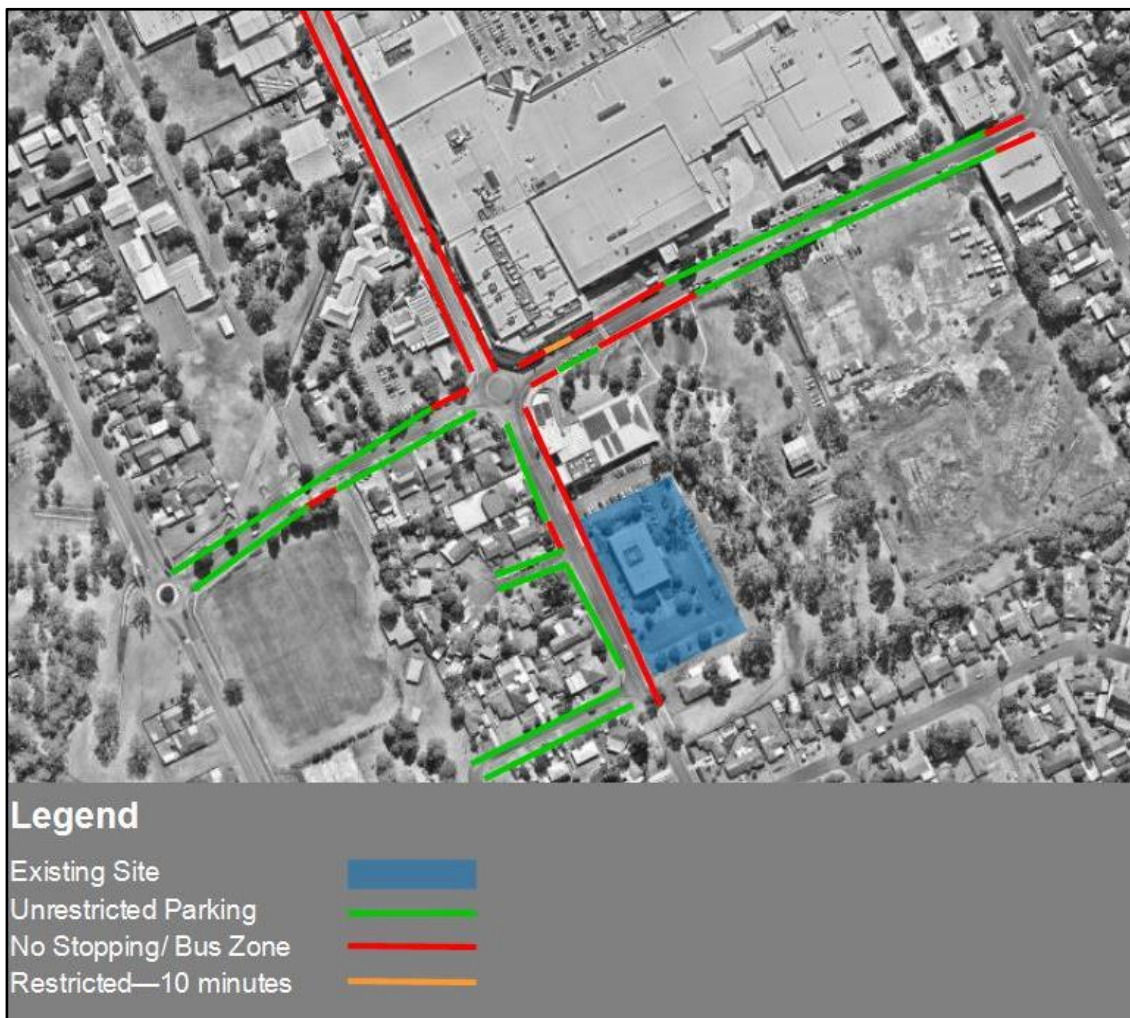 Legend
Existing Site
Unrestricted Parking
No Stopping/ Bus Zone
Restricted—10 minutes